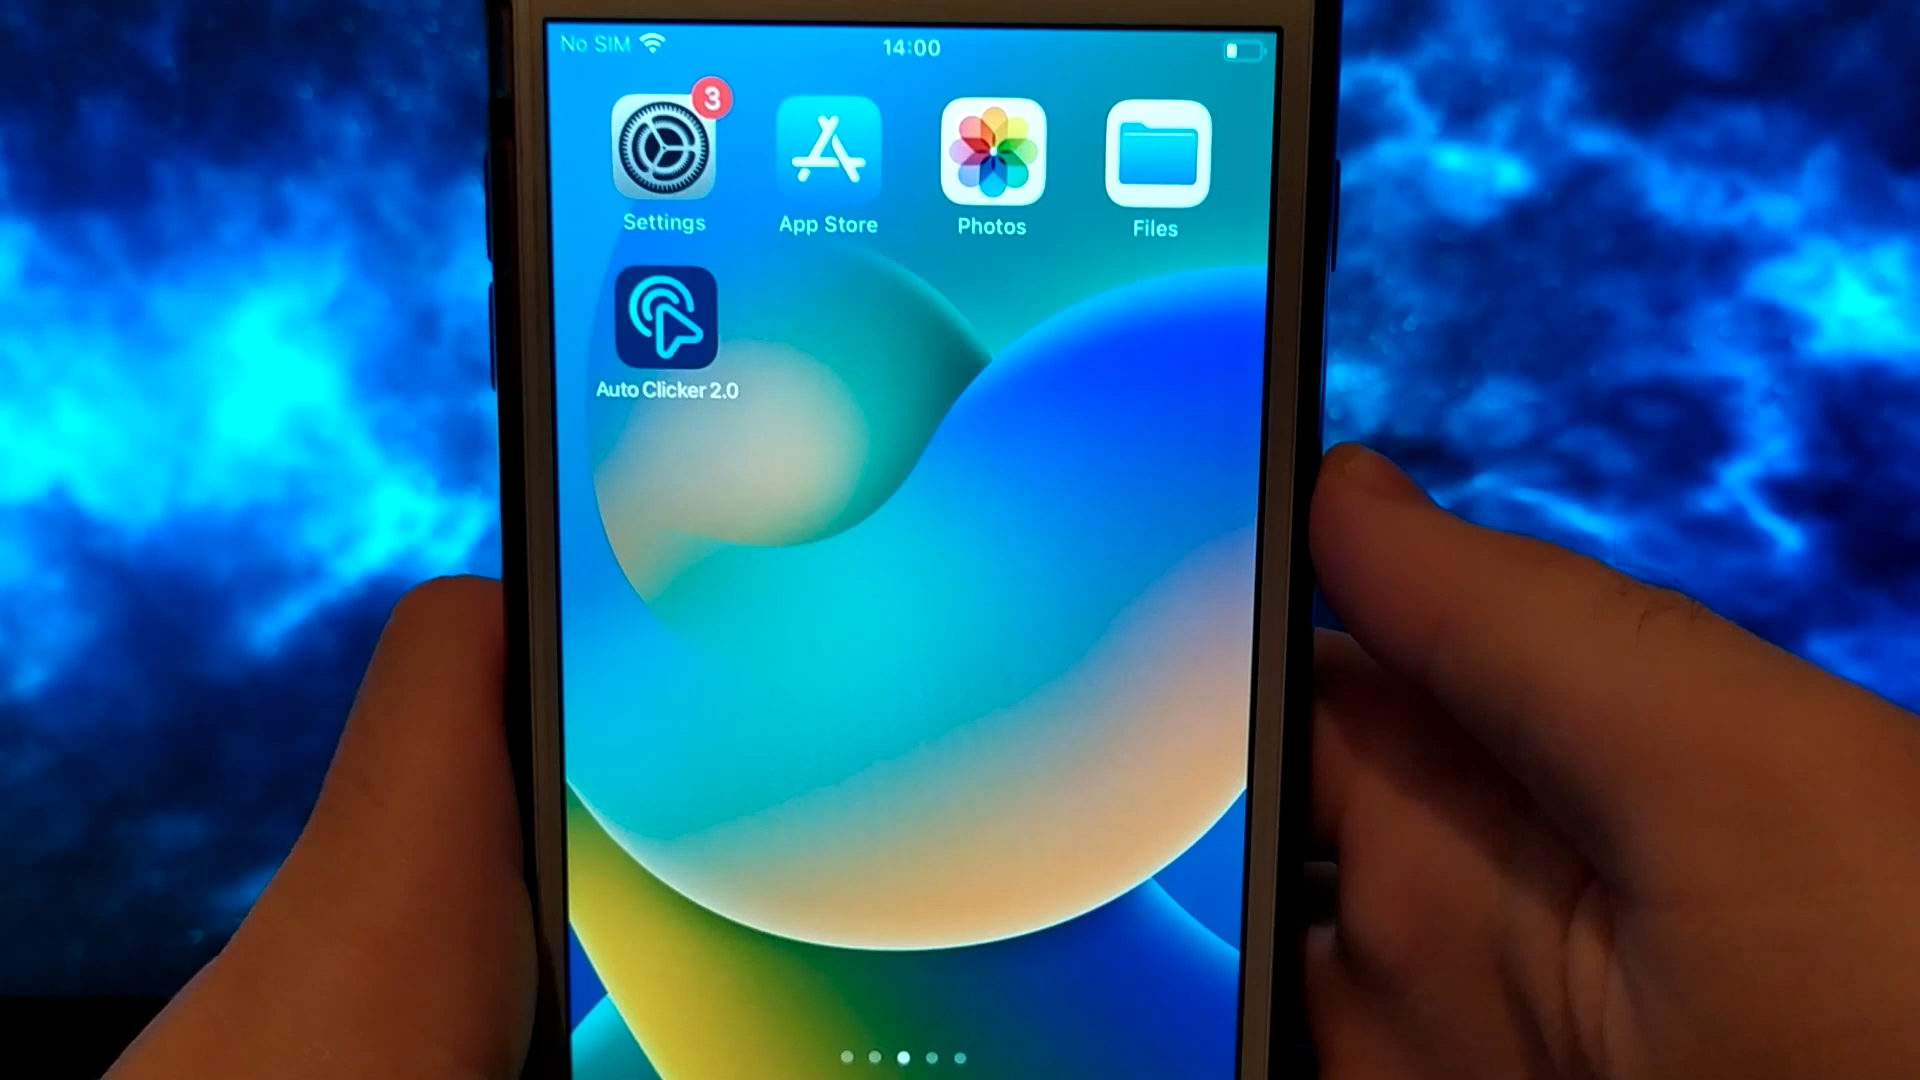 No SIM
14:00
3
Settings
App Store
Photos
Files
Auto Clicker 2.0